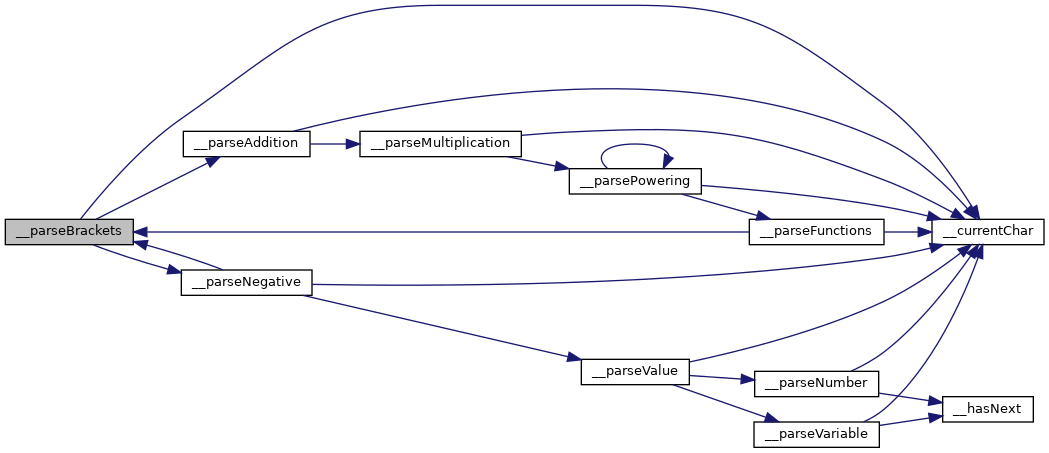 __parseBrackets
__parseAddition
__parseMultiplication
__parsePowering
__parseFunctions
__currentChar
__parseNegative
__parseValue
__parseNumber
__parseVariable
__hasNext